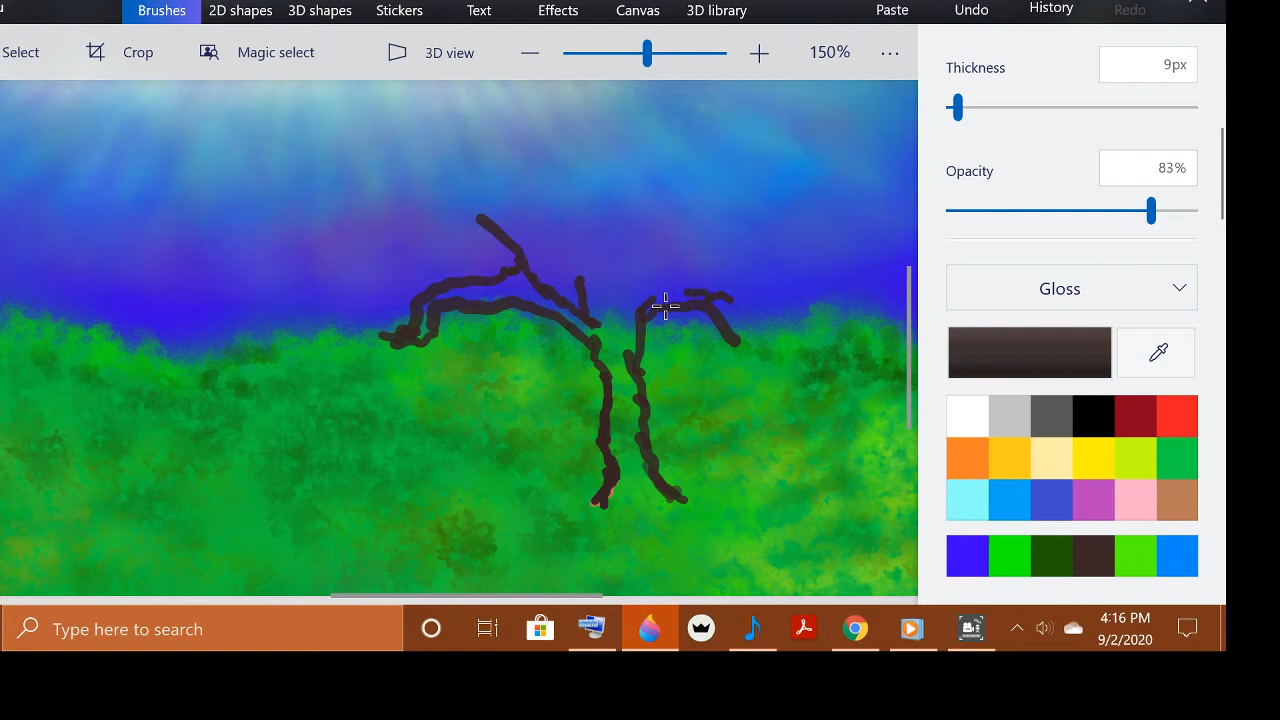 Brushes 2D shapes 3D shapes Stickers Text Effects Canvas 3D library Paste Undo History Redo
Select Crop Magic select 3D view 150%
Thickness 9px
Opacity 83%
Gloss
Type here to search
4:16 PM
9/2/2020